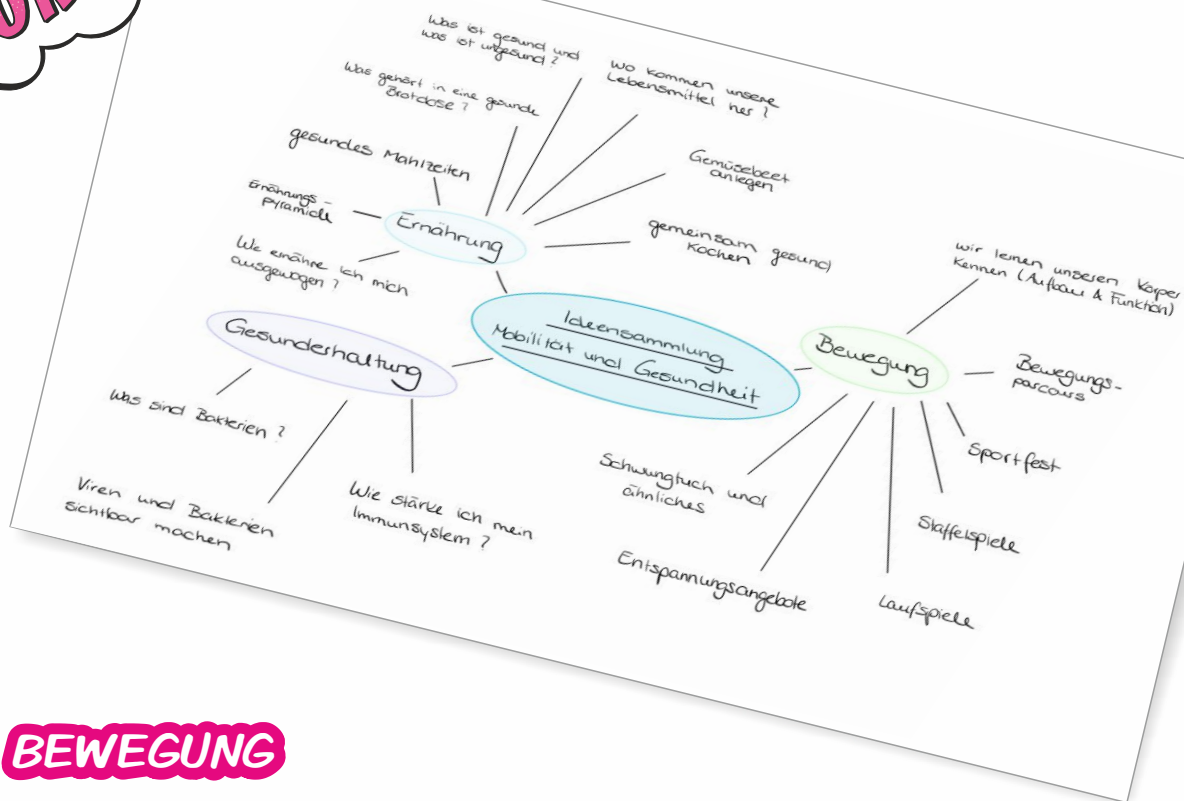 Was ist gesund und
was ist ungesund?
Wo kommen unsere
Lebensmittel her?
Was gehört in eine gesunde
Brotdose?
gesundes Mahlzeiten
Gemüsebeet
anlegen
Ernährungs-
pyramide
Ernährung
gemeinsam gesund
kochen
Wie ernähre ich mich
ausgewogen?
wir lernen unseren Körper
kennen (Aufbau & Funktion)
Gesunderhaltung
Ideensammlung
Mobilität und Gesundheit
Bewegung
Bewegungs-
parcours
Was sind Bakterien?
Sportfest
Schwungtuch und
ähnliches
Viren und Bakterien
sichtbar machen
Wie stärke ich mein
Immunsystem?
Staffelspiele
Entspannungsangebote
Laufspiele
BEWEGUNG